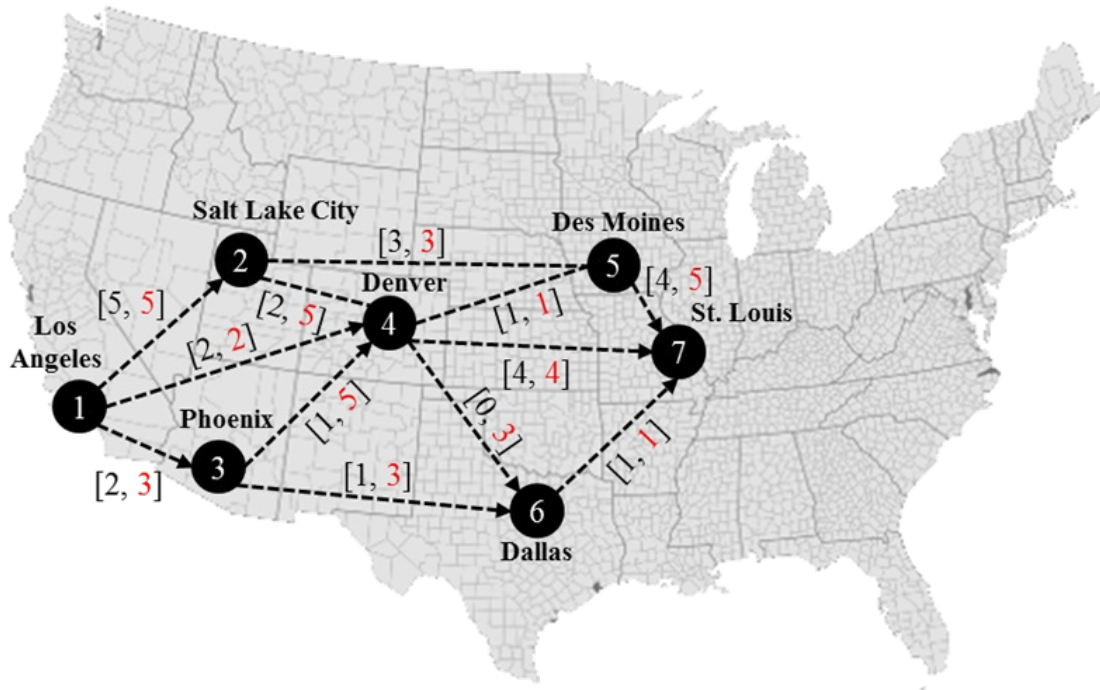 Salt Lake City
Des Moines
[3, 3]
2
5
Denver
[4, 5]
[5, 5]
[2, 5]
[1, 1]
St. Louis
Los
Angeles
4
[2, 2]
7
[4, 4]
1
Phoenix
[1, 5]
[0, 3]
3
[1, 3]
[1, 1]
[2, 3]
6
Dallas